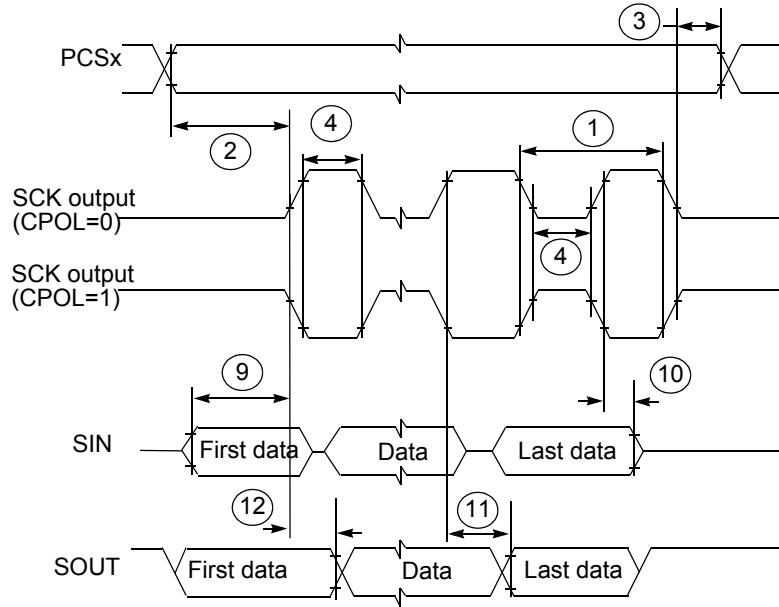 3
PCSx
2
4
1
SCK output
(CPOL=0)
4
SCK output
(CPOL=1)
9
10
SIN
First data
Data
Last data
12
11
SOUT
First data
Data
Last data